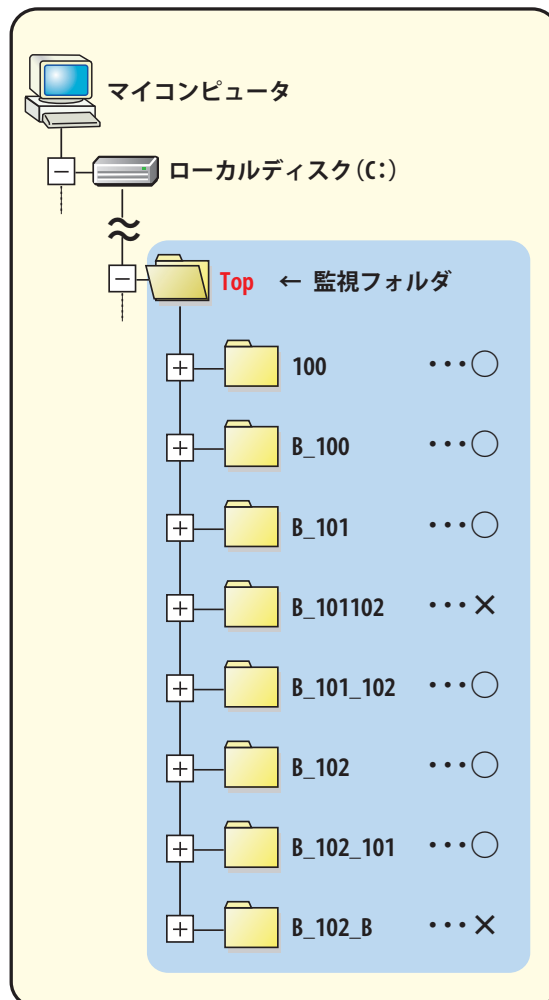 マイコンピュータ
ローカルディスク(C:)
Top ← 監視フォルダ
100 ・・・○
B_100 ・・・○
B_101 ・・・○
B_101102 ・・・×
B_101_102 ・・・○
B_102 ・・・○
B_102_101 ・・・○
B_102_B ・・・×